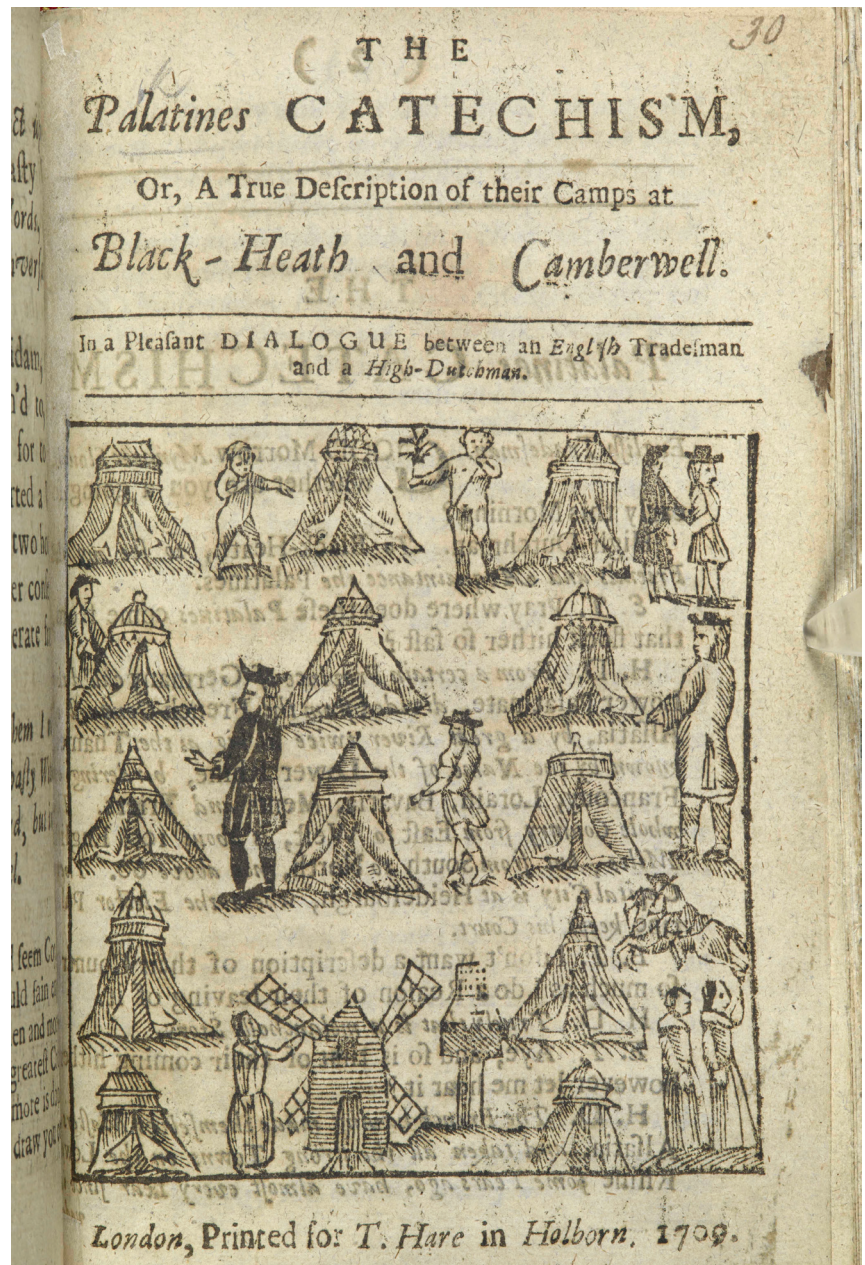 30
THE
Palatines CATECHISM,
Or, A True Deſcription of their Camps at
Black-Heath and Camberwell.
In a Pleaſant DIALOGUE between an Engliſh Tradeſman
and a High-Dutchman.
London, Printed for T. Hare in Holborn. 1709.